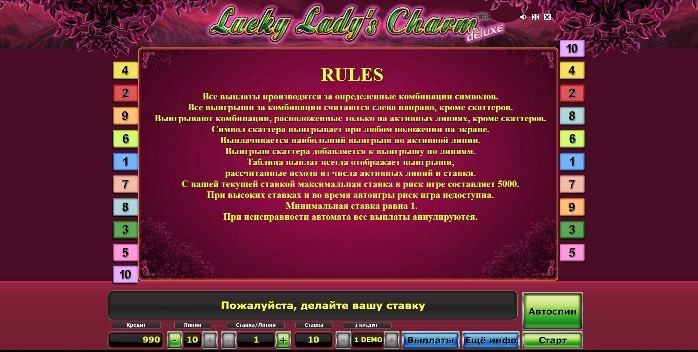 Lucky Lady's Charm
deluxe
10
4
2
9
6
1
7
8
3
5
10
RULES
Все выплаты производятся за определенные комбинации символов.
Все выигрыши за комбинации считаются слева направо, кроме скаттеров.
Выигрывают комбинации, расположенные только на активных линиях, кроме скаттеров.
Символ скаттера выигрывает при любом положении на экране.
Выплачивается наибольший выигрыш по активной линии.
Выигрыш скаттера добавляется к выигрышу по линиям.
Таблица выплат всегда отображает выигрыши,
рассчитанные исходя из числа активных линий и ставки.
С вашей текущей ставкой максимальная ставка в риск игре составляет 5000.
При высоких ставках и во время автоигры риск игра недоступна.
Минимальная ставка равна 1.
При неисправности автомата все выплаты аннулируются.
4
2
8
6
1
7
9
3
5
Пожалуйста, делайте вашу ставку
Автоспин
Кредит Линии Ставка/Линия Ставка 1 кредит
990 - 10 1 + 10 1 DEMO Выплаты Ещё инфо Старт